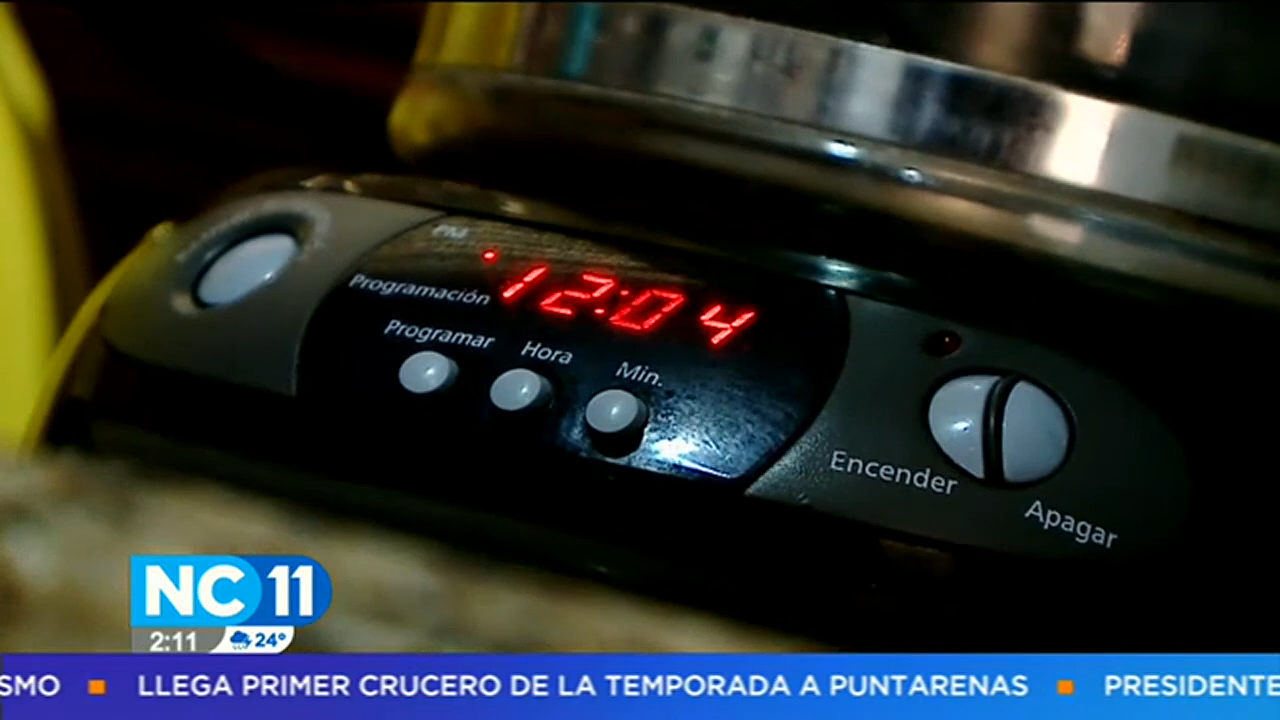 PM
12:04
Programación
Programar
Hora
Min.
Encender
Apagar
NC 11
2:11
24°
SMO ▪ LLEGA PRIMER CRUCERO DE LA TEMPORADA A PUNTARENAS ▪ PRESIDENTE